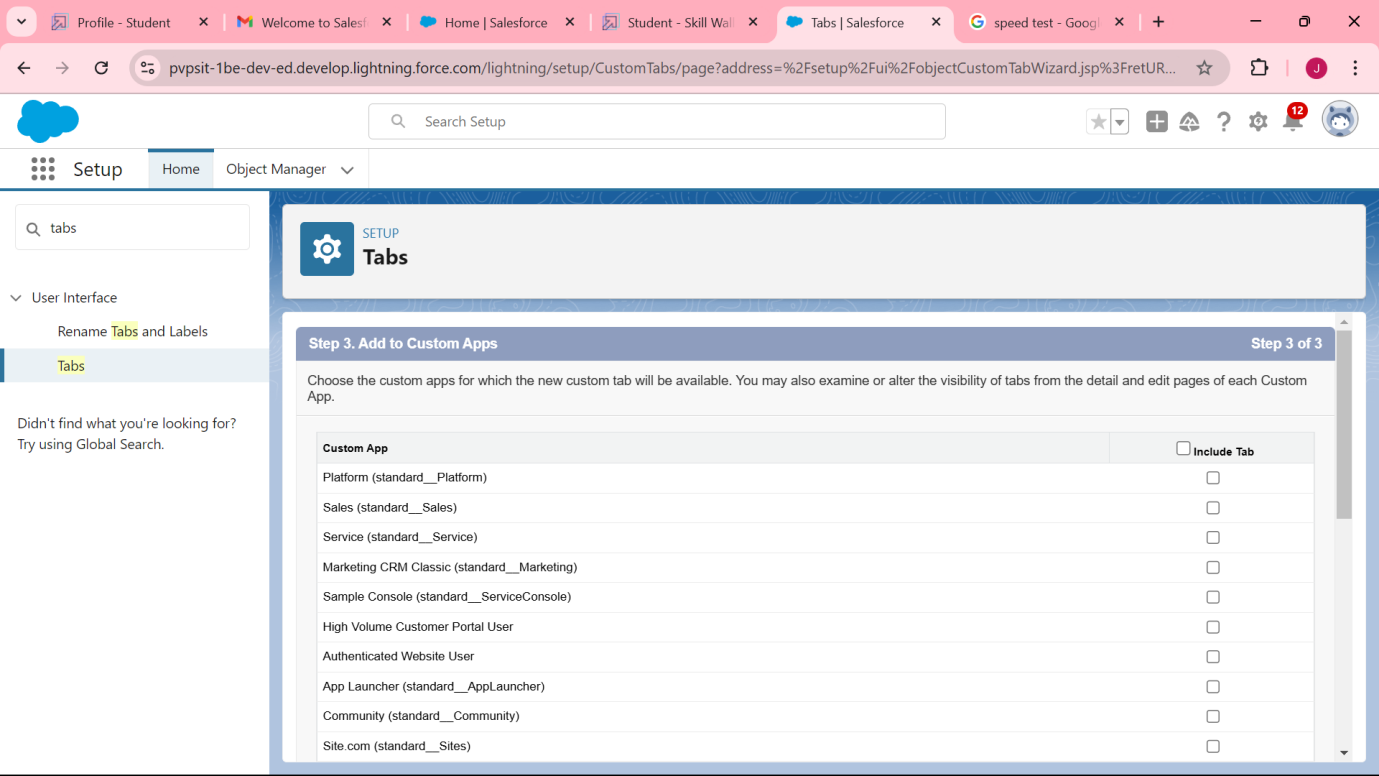 Profile - Student
Welcome to Salesf
Home | Salesforce
Student - Skill Wall
Tabs | Salesforce
speed test - Googl
pvpsit-1be-dev-ed.develop.lightning.force.com/lightning/setup/CustomTabs/page?address=%2Fsetup%2Fui%2FobjectCustomTabWizard.jsp%3FretUR...
J
Search Setup
12
Setup
Home
Object Manager
tabs
SETUP
Tabs
User Interface
Rename Tabs and Labels
Tabs
Didn't find what you're looking for?
Try using Global Search.
Step 3. Add to Custom Apps
Step 3 of 3
Choose the custom apps for which the new custom tab will be available. You may also examine or alter the visibility of tabs from the detail and edit pages of each Custom
App.
Custom App
Include Tab
Platform (standard__Platform)
Sales (standard__Sales)
Service (standard__Service)
Marketing CRM Classic (standard__Marketing)
Sample Console (standard__ServiceConsole)
High Volume Customer Portal User
Authenticated Website User
App Launcher (standard__AppLauncher)
Community (standard__Community)
Site.com (standard__Sites)